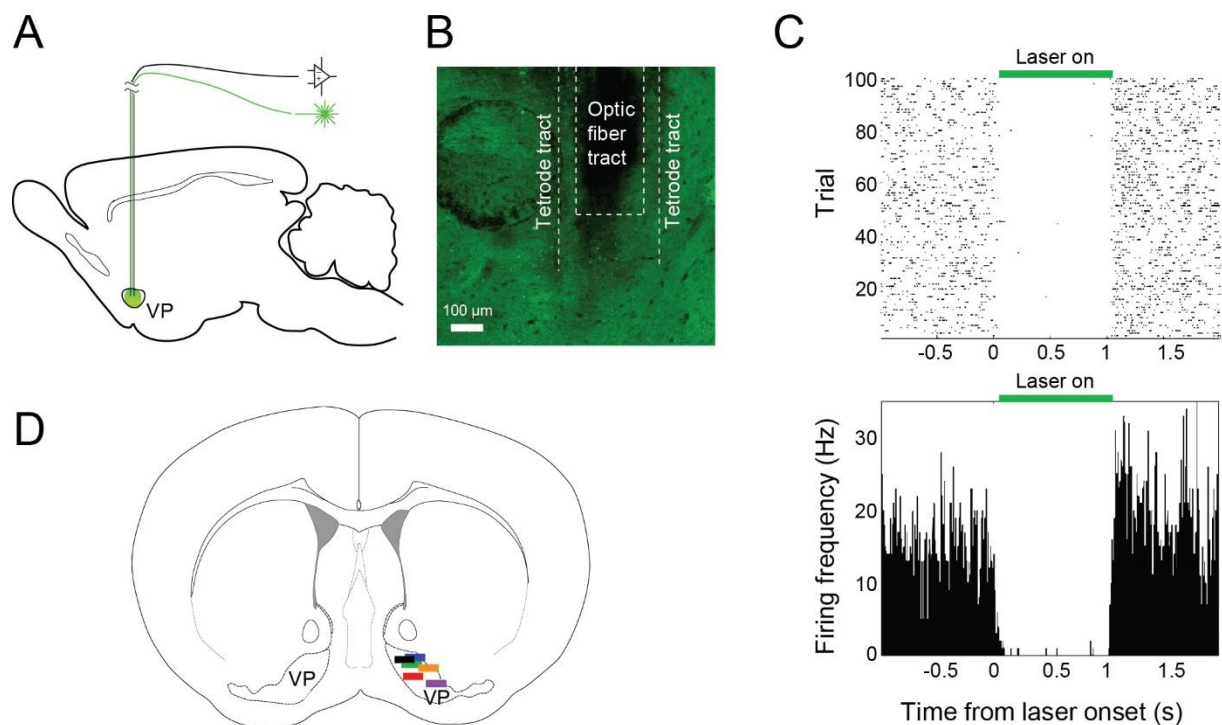 A
VP
B
Tetrode tract
Optic
fiber
tract
Tetrode tract
100 µm
C
Laser on
Trial
100
80
60
40
20
-0.5 0 0.5 1 1.5
Laser on
Firing frequency (Hz)
30
20
10
0
-0.5 0 0.5 1 1.5
Time from laser onset (s)
D
VP
VP